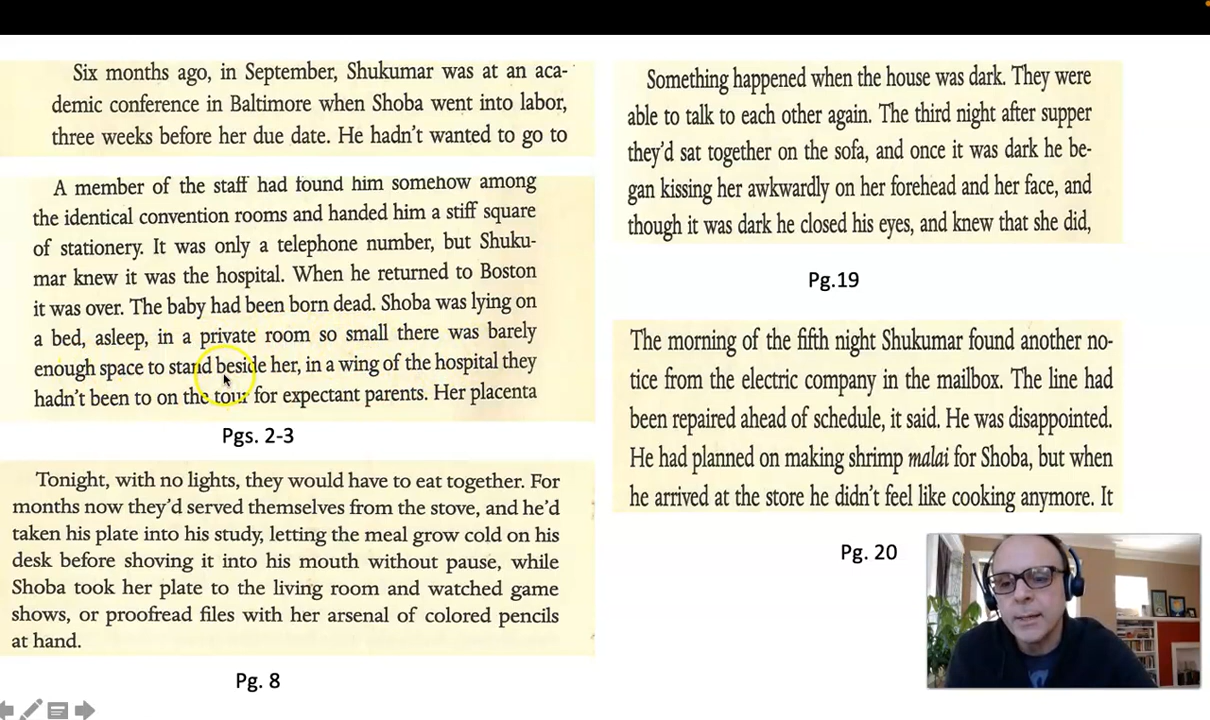 Six months ago, in September, Shukumar was at an aca-
demic conference in Baltimore when Shoba went into labor,
three weeks before her due date. He hadn't wanted to go to
A member of the staff had found him somehow among
the identical convention rooms and handed him a stiff square
of stationery. It was only a telephone number, but Shuku-
mar knew it was the hospital. When he returned to Boston
it was over. The baby had been born dead. Shoba was lying on
a bed, asleep, in a private room so small there was barely
enough space to stand beside her, in a wing of the hospital they
hadn't been to on the tour for expectant parents. Her placenta
Pgs. 2-3
Tonight, with no lights, they would have to eat together. For
months now they'd served themselves from the stove, and he'd
taken his plate into his study, letting the meal grow cold on his
desk before shoving it into his mouth without pause, while
Shoba took her plate to the living room and watched game
shows, or proofread files with her arsenal of colored pencils
at hand.
Pg. 8
Something happened when the house was dark. They were
able to talk to each other again. The third night after supper
they'd sat together on the sofa, and once it was dark he be-
gan kissing her awkwardly on her forehead and her face, and
though it was dark he closed his eyes, and knew that she did,
Pg.19
The morning of the fifth night Shukumar found another no-
tice from the electric company in the mailbox. The line had
been repaired ahead of schedule, it said. He was disappointed.
He had planned on making shrimp malai for Shoba, but when
he arrived at the store he didn't feel like cooking anymore. It
Pg. 20